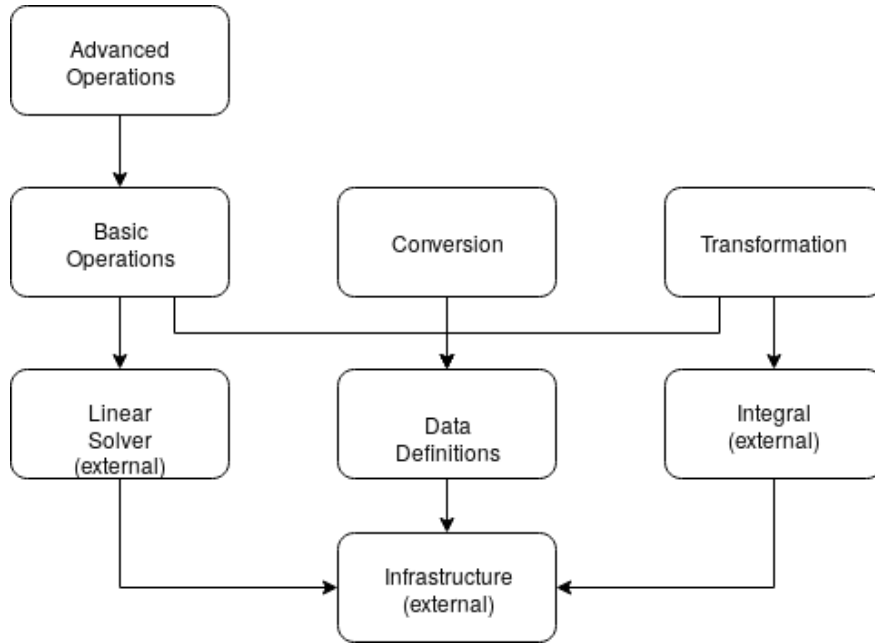 Advanced
Operations
Basic
Operations
Conversion
Transformation
Linear
Solver
(external)
Data
Definitions
Integral
(external)
Infrastructure
(external)